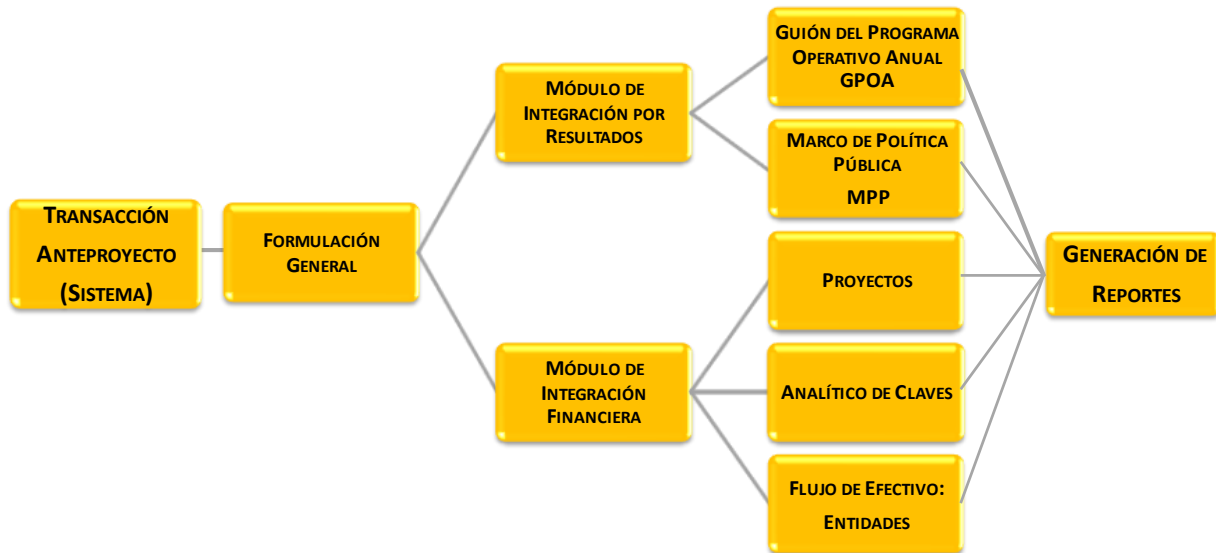 Transacción
Anteproyecto
(Sistema)
Formulación
General
Módulo de
Integración por
Resultados
Módulo de
Integración
Financiera
Guión del Programa
Operativo Anual
GPOA
Marco de Política
Pública
MPP
Proyectos
Analítico de Claves
Flujo de Efectivo:
Entidades
Generación de
Reportes